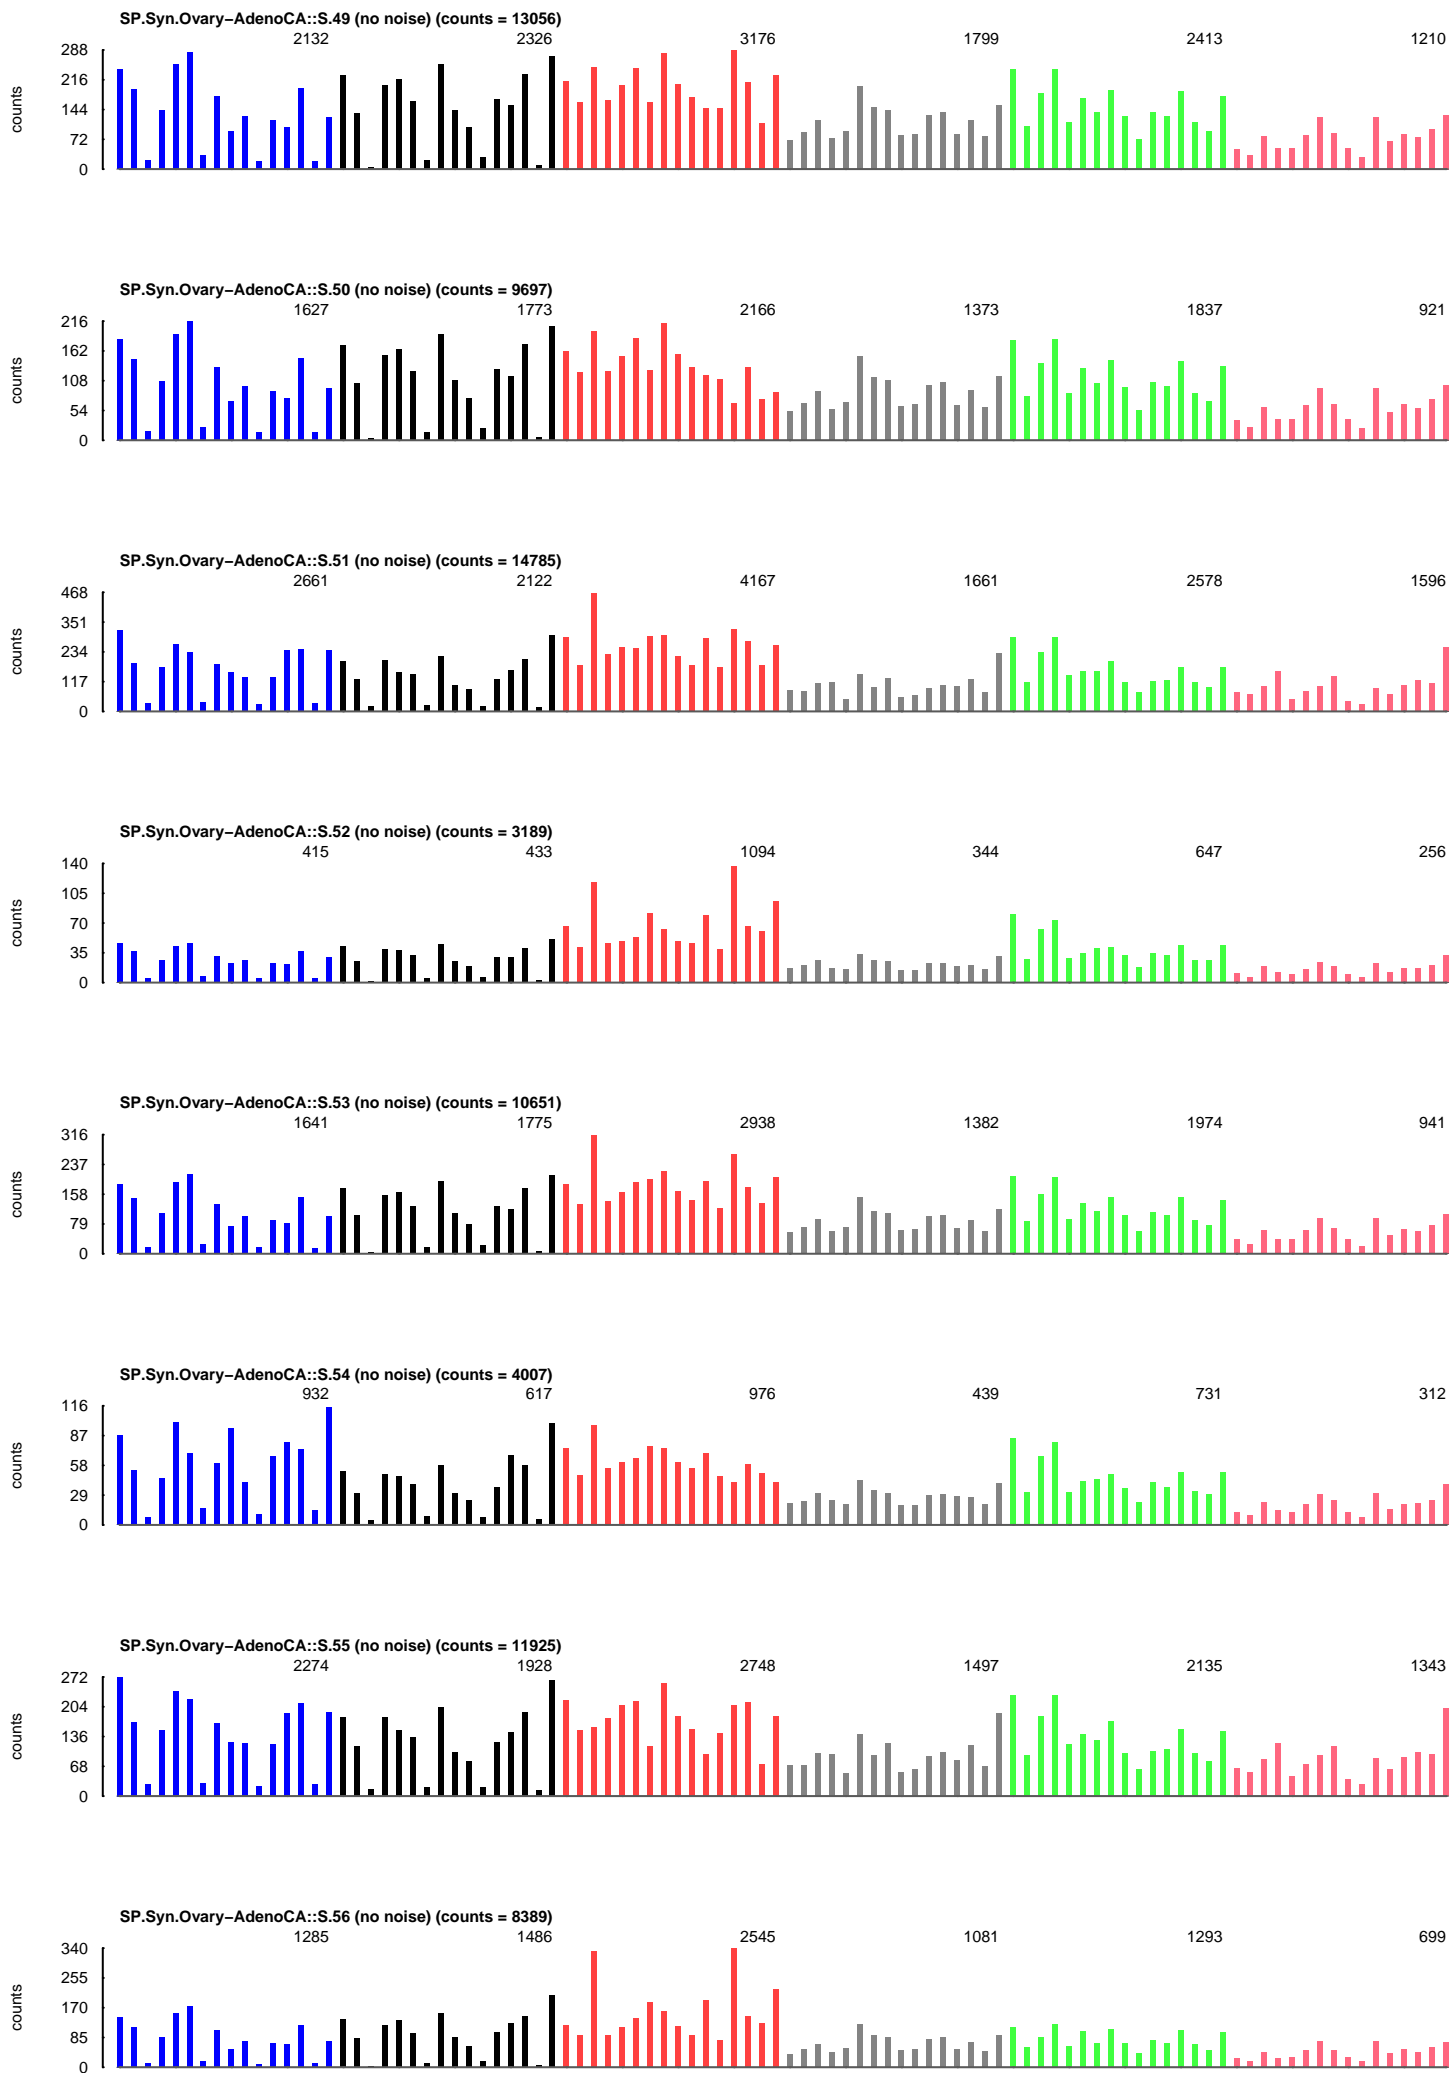 SP.Syn.Ovary−AdenoCA::S.49 (no noise) (counts = 13056)
2132 2326 3176 1799 2413 1210
288
216
144
72
0
counts
SP.Syn.Ovary−AdenoCA::S.50 (no noise) (counts = 9697)
1627 1773 2166 1373 1837 921
216
162
108
54
0
counts
SP.Syn.Ovary−AdenoCA::S.51 (no noise) (counts = 14785)
2661 2122 4167 1661 2578 1596
468
351
234
117
0
counts
SP.Syn.Ovary−AdenoCA::S.52 (no noise) (counts = 3189)
415 433 1094 344 647 256
140
105
70
35
0
counts
SP.Syn.Ovary−AdenoCA::S.53 (no noise) (counts = 10651)
1641 1775 2938 1382 1974 941
316
237
158
79
0
counts
SP.Syn.Ovary−AdenoCA::S.54 (no noise) (counts = 4007)
932 617 976 439 731 312
116
87
58
29
0
counts
SP.Syn.Ovary−AdenoCA::S.55 (no noise) (counts = 11925)
2274 1928 2748 1497 2135 1343
272
204
136
68
0
counts
SP.Syn.Ovary−AdenoCA::S.56 (no noise) (counts = 8389)
1285 1486 2545 1081 1293 699
340
255
170
85
0
counts